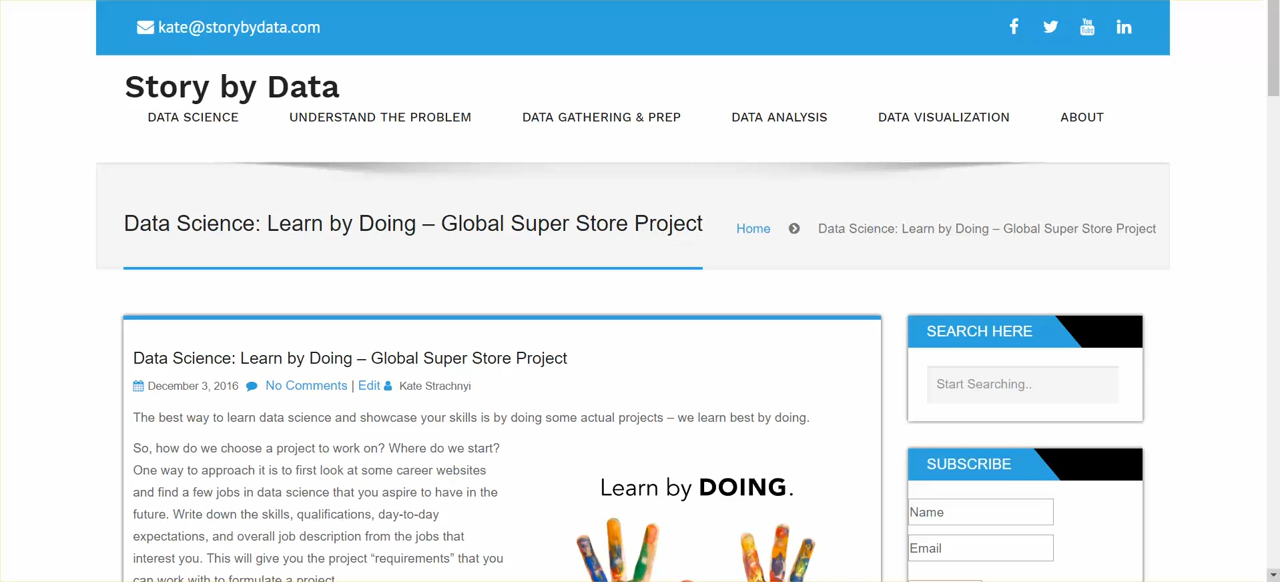 kate@storybydata.com
Story by Data
DATA SCIENCE UNDERSTAND THE PROBLEM DATA GATHERING & PREP DATA ANALYSIS DATA VISUALIZATION ABOUT
Data Science: Learn by Doing – Global Super Store Project
Home Data Science: Learn by Doing – Global Super Store Project
Data Science: Learn by Doing – Global Super Store Project
December 3, 2016 No Comments | Edit Kate Strachnyi
The best way to learn data science and showcase your skills is by doing some actual projects – we learn best by doing.
So, how do we choose a project to work on? Where do we start?
One way to approach it is to first look at some career websites
and find a few jobs in data science that you aspire to have in the
future. Write down the skills, qualifications, day-to-day
expectations, and overall job description from the jobs that
interest you. This will give you the project “requirements” that you
can work with to formulate a project.
Learn by DOING.
SEARCH HERE
Start Searching..
SUBSCRIBE
Name
Email